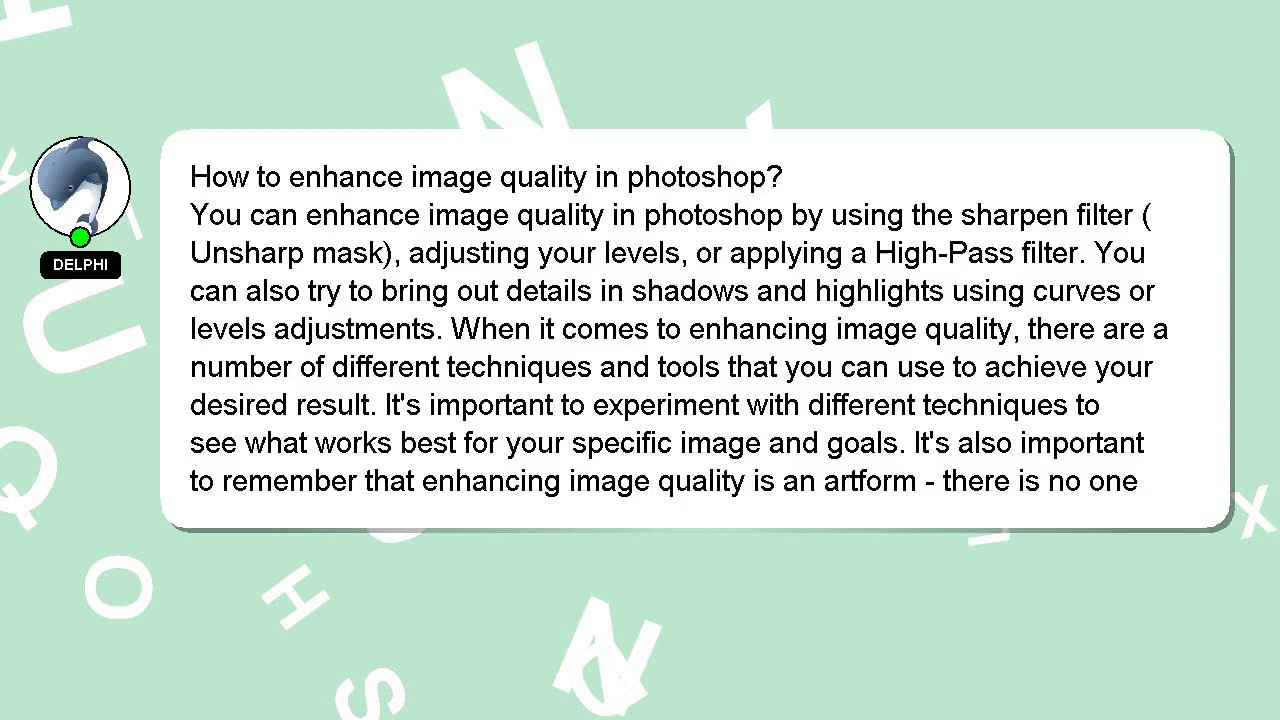 How to enhance image quality in photoshop?
You can enhance image quality in photoshop by using the sharpen filter (
Unsharp mask), adjusting your levels, or applying a High-Pass filter. You
can also try to bring out details in shadows and highlights using curves or
levels adjustments. When it comes to enhancing image quality, there are a
number of different techniques and tools that you can use to achieve your
desired result. It's important to experiment with different techniques to
see what works best for your specific image and goals. It's also important
to remember that enhancing image quality is an artform - there is no one
DELPHI